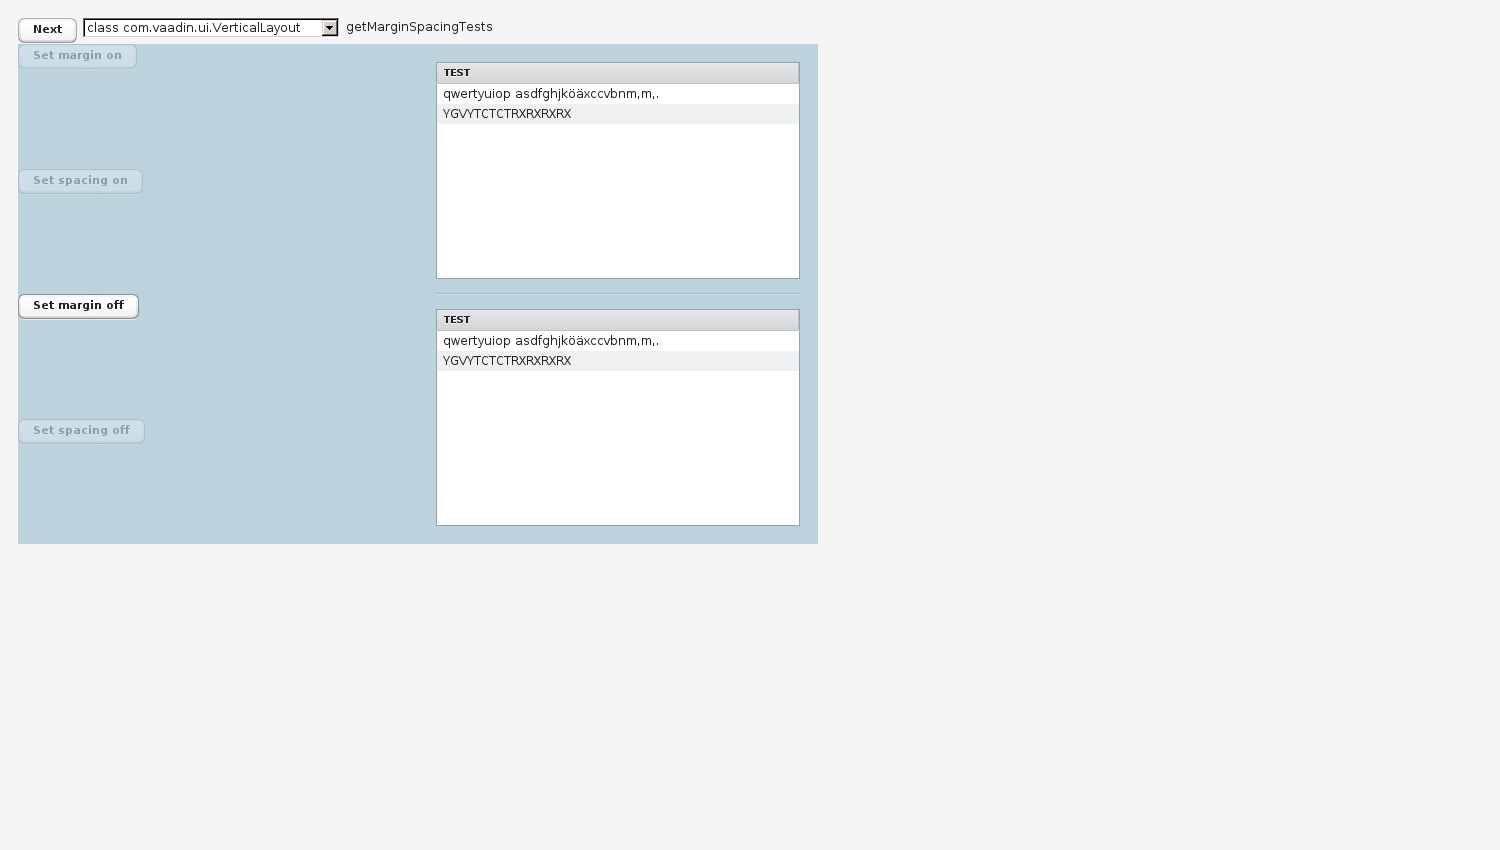 Next class com.vaadin.ui.VerticalLayout getMarginSpacingTests
Set margin on
Set spacing on
Set margin off
Set spacing off
TEST
qwertyuiop asdfghjköäxccvbnm,m,.
YGVYTCTCTRXRXRXRX
TEST
qwertyuiop asdfghjköäxccvbnm,m,.
YGVYTCTCTRXRXRXRX